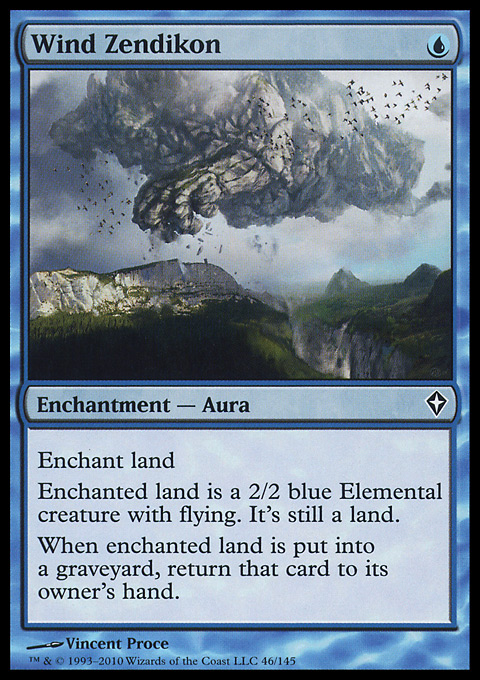 Wind Zendikon
Enchantment — Aura
Enchant land
Enchanted land is a 2/2 blue Elemental
creature with flying. It's still a land.
When enchanted land is put into
a graveyard, return that card to its
owner's hand.
Vincent Proce
™ & © 1993–2010 Wizards of the Coast LLC 46/145